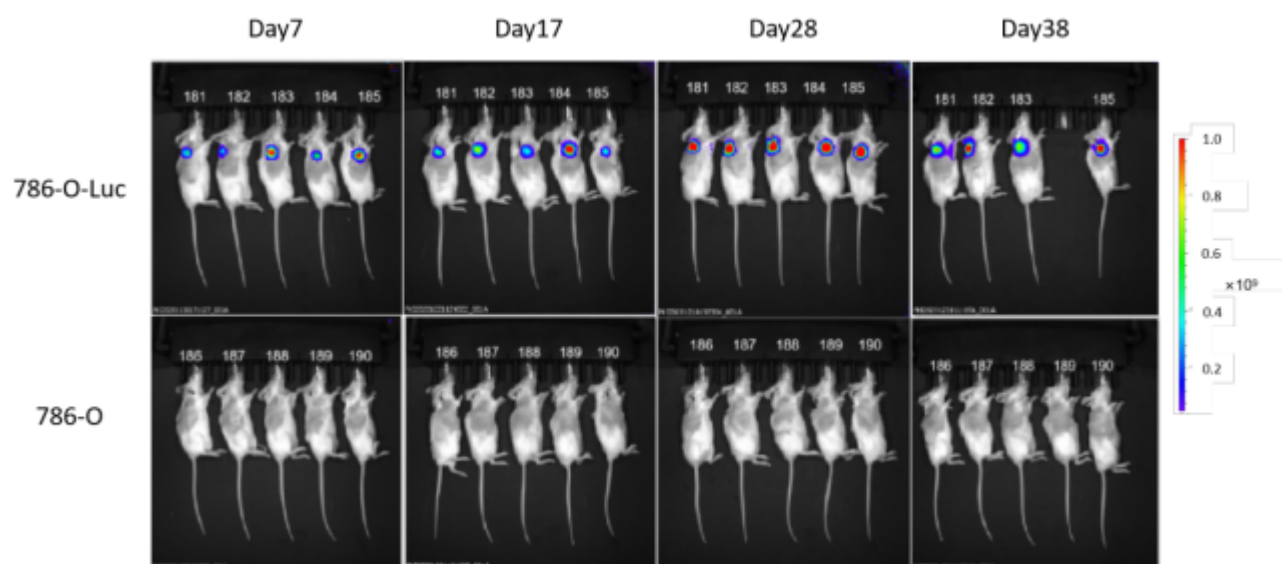 Day7 Day17 Day28 Day38
181 182 183 184 185
181 182 183 184 185
181 182 183 184 185
181 182 183 185
786-O-Luc
1.0
0.8
0.6
×10⁹
0.4
0.2
186 187 188 189 190
186 187 188 189 190
186 187 188 189 190
186 187 188 189 190
786-O